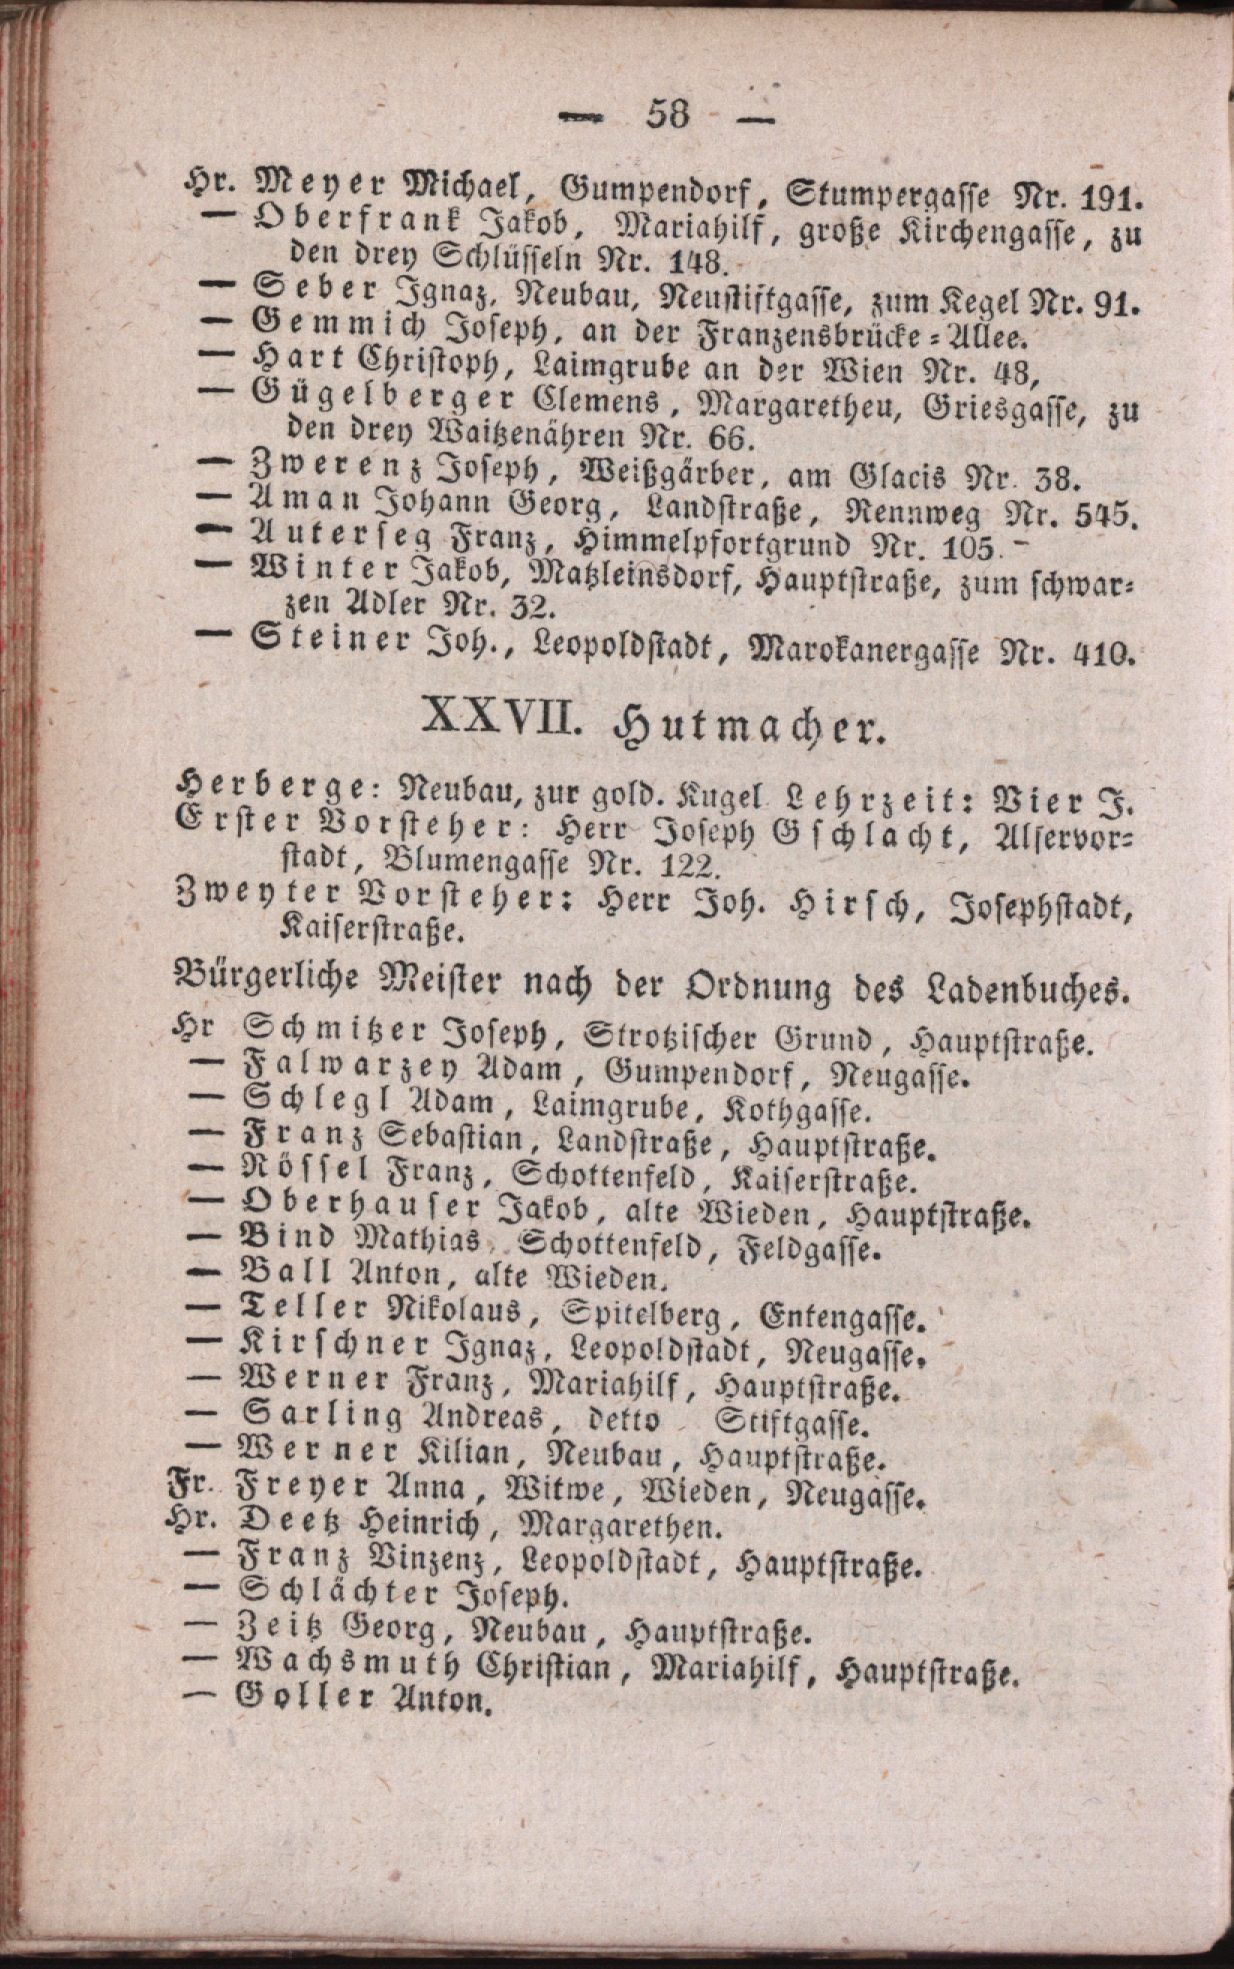 — 58 —
Hr. Meyer Michael, Gumpendorf, Stumpergasse Nr. 191.
— Oberfrank Jakob, Mariahilf, große Kirchengasse, zu
den drey Schlüsseln Nr. 148.
— Seber Ignaz, Neubau, Neustiftgasse, zum Kegel Nr. 91.
— Gemmich Joseph, an der Franzensbrücke-Allee.
— Hart Christoph, Laimgrube an der Wien Nr. 48,
— Gügelberger Clemens, Margaretheu, Griesgasse, zu
den drey Waitzenähren Nr. 66.
— Zwerenz Joseph, Weißgärber, am Glacis Nr. 38.
— Aman Johann Georg, Landstraße, Rennweg Nr. 545.
— Auterseg Franz, Himmelpfortgrund Nr. 105.
— Winter Jakob, Matzleinsdorf, Hauptstraße, zum schwar-
zen Adler Nr. 32.
— Steiner Joh., Leopoldstadt, Marokanergasse Nr. 410.
XXVII. Hutmacher.
Herberge: Neubau, zur gold. Kugel. Lehrzeit: Vier J.
Erster Vorsteher: Herr Joseph Gschlacht, Alservor-
stadt, Blumengasse Nr. 122.
Zweyter Vorsteher: Herr Joh. Hirsch, Josephstadt,
Kaiserstraße.
Bürgerliche Meister nach der Ordnung des Ladenbuches.
Hr Schmitzer Joseph, Strotzischer Grund, Hauptstraße.
— Falwarzey Adam, Gumpendorf, Neugasse.
— Schlegl Adam, Laimgrube, Kothgasse.
— Franz Sebastian, Landstraße, Hauptstraße.
— Nössel Franz, Schottenfeld, Kaiserstraße.
— Oberhauser Jakob, alte Wieden, Hauptstraße.
— Bind Mathias, Schottenfeld, Feldgasse.
— Ball Anton, alte Wieden.
— Teller Nikolaus, Spitelberg, Entengasse.
— Kirschner Ignaz, Leopoldstadt, Neugasse.
— Werner Franz, Mariahilf, Hauptstraße.
— Sarling Andreas, detto Stiftgasse.
— Werner Kilian, Neubau, Hauptstraße.
Fr. Freyer Anna, Witwe, Wieden, Neugasse.
Hr. Deetz Heinrich, Margarethen.
— Franz Vinzenz, Leopoldstadt, Hauptstraße.
— Schlächter Joseph.
— Zeitz Georg, Neubau, Hauptstraße.
— Wachsmuth Christian, Mariahilf, Hauptstraße.
— Goller Anton.